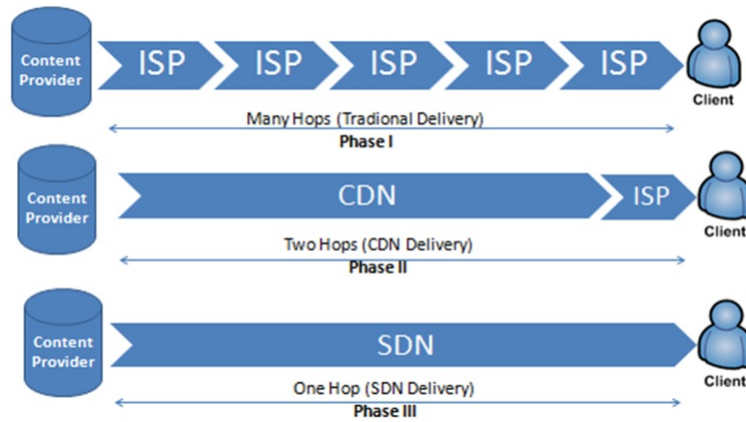 Content
Provider
ISP ISP ISP ISP ISP
Client
Many Hops (Tradional Delivery)
Phase I
Content
Provider
CDN ISP
Client
Two Hops (CDN Delivery)
Phase II
Content
Provider
SDN
Client
One Hop (SDN Delivery)
Phase III